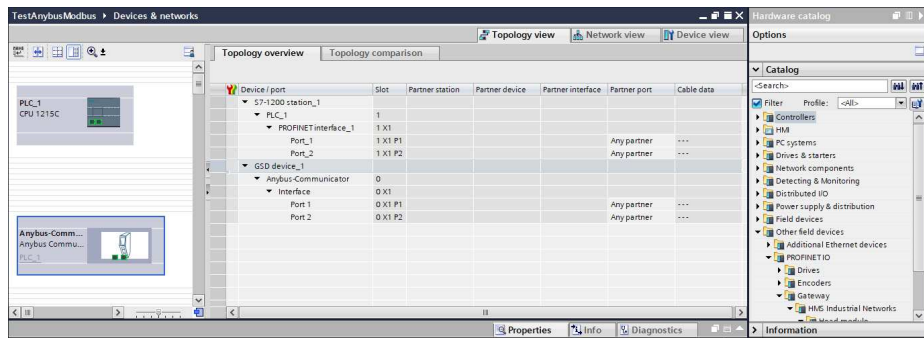 TestAnybusModbus ▸ Devices & networks
Topology view Network view Device view
Topology overview Topology comparison
PLC_1
CPU 1215C
Anybus-Comm...
Anybus Commu...
PLC_1
Device / port Slot Partner station Partner device Partner interface Partner port Cable data
S7-1200 station_1
PLC_1 1
PROFINET interface_1 1 X1
Port_1 1 X1 P1 Any partner ---
Port_2 1 X1 P2 Any partner ---
GSD device_1
Anybus-Communicator 0
Interface 0 X1
Port 1 0 X1 P1 Any partner ---
Port 2 0 X1 P2 Any partner ---
Properties Info Diagnostics
Hardware catalog
Options
Catalog
<Search>
Filter Profile: <All>
Controllers
HMI
PC systems
Drives & starters
Network components
Detecting & Monitoring
Distributed I/O
Power supply & distribution
Field devices
Other field devices
Additional Ethernet devices
PROFINET IO
Drives
Encoders
Gateway
HMS Industrial Networks
Head module
Information